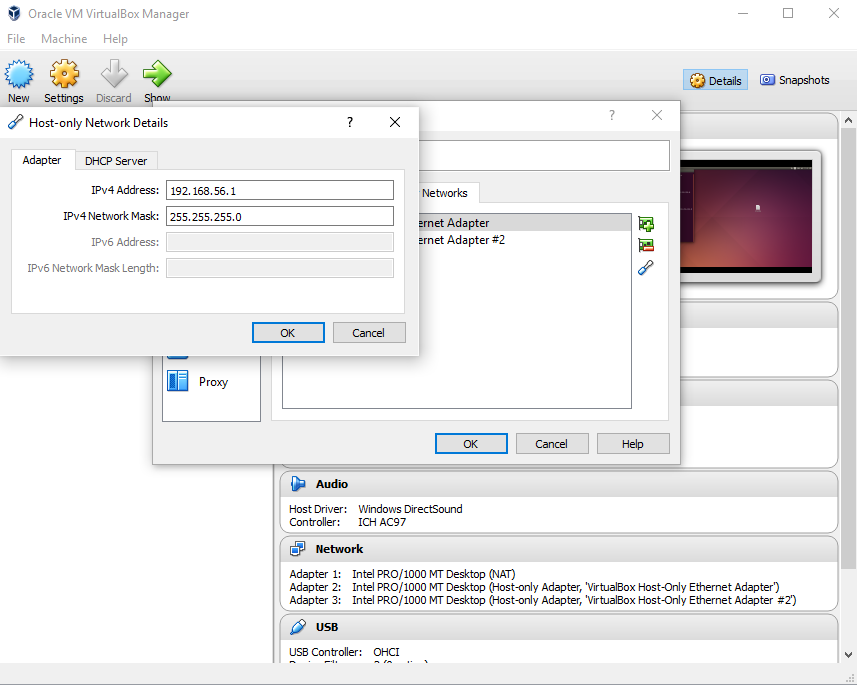 Oracle VM VirtualBox Manager
File Machine Help
New Settings Discard Show
Details Snapshots
Host-only Network Details ?
?
Adapter DHCP Server
IPv4 Address: 192.168.56.1
IPv4 Network Mask: 255.255.255.0
IPv6 Address:
IPv6 Network Mask Length:
OK Cancel
Networks
ernet Adapter
ernet Adapter #2
Proxy
OK Cancel Help
Audio
Host Driver: Windows DirectSound
Controller: ICH AC97
Network
Adapter 1: Intel PRO/1000 MT Desktop (NAT)
Adapter 2: Intel PRO/1000 MT Desktop (Host-only Adapter, 'VirtualBox Host-Only Ethernet Adapter')
Adapter 3: Intel PRO/1000 MT Desktop (Host-only Adapter, 'VirtualBox Host-Only Ethernet Adapter #2')
USB
USB Controller: OHCI